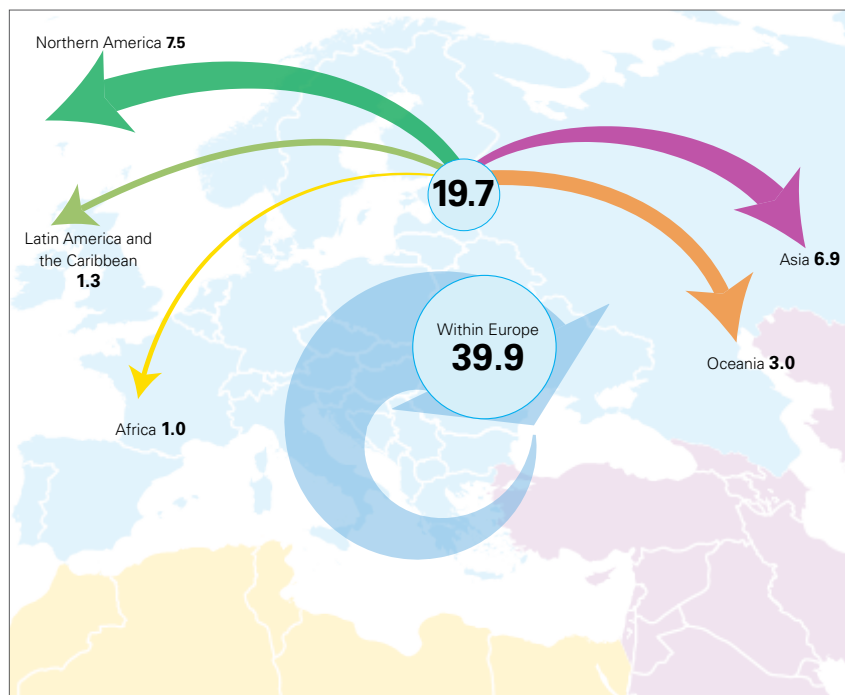 Northern America 7.5
19.7
Latin America and
the Caribbean
1.3
Asia 6.9
Within Europe
39.9
Oceania 3.0
Africa 1.0